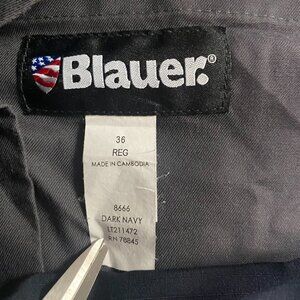 Blauer.®
36
REG
MADE IN CAMBODIA
8666
DARK NAVY
LT211472
RN 78845